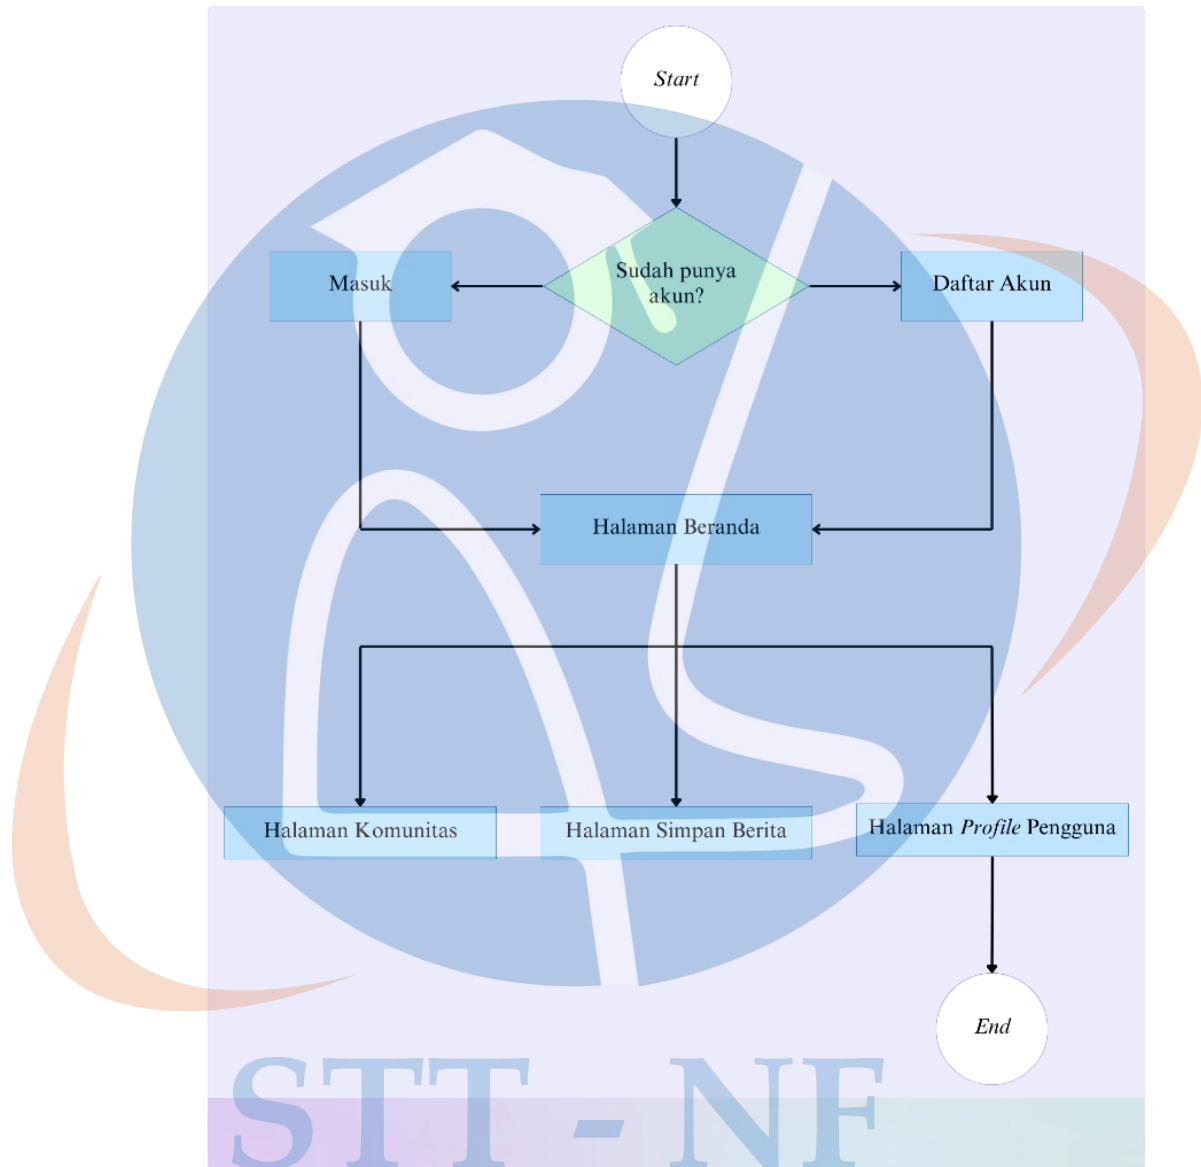 Start
Sudah punya
akun?
Masuk
Daftar Akun
Halaman Beranda
Halaman Komunitas
Halaman Simpan Berita
Halaman Profile Pengguna
End
STT - NF